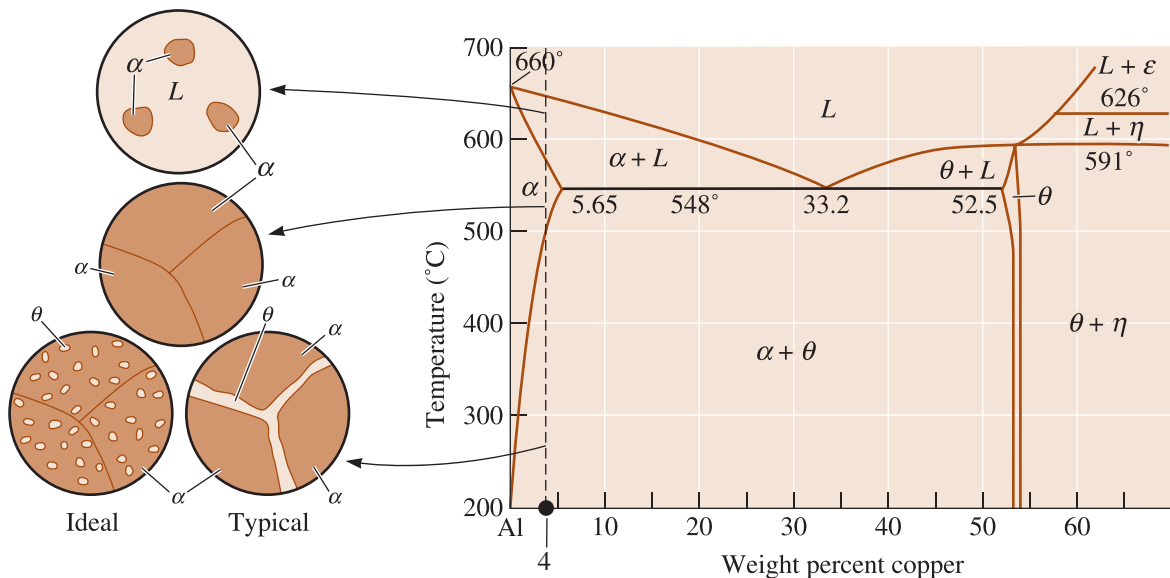 α
L
α
α
α
α
θ
θ
α
α
α
Ideal
Typical
Temperature (°C)
700
600
500
400
300
200
660°
L
L + ε
626°
L + η
591°
α + L
θ + L
α
5.65
548°
33.2
52.5
θ
α + θ
θ + η
Al
10
20
30
40
50
60
4
Weight percent copper